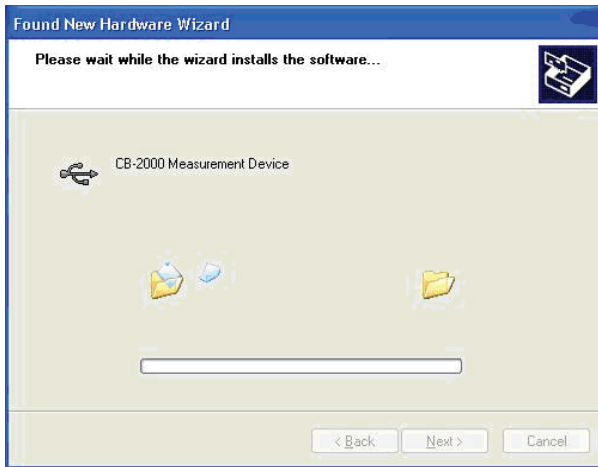 Found New Hardware Wizard
Please wait while the wizard installs the software...
CB-2000 Measurement Device
< Back
Next >
Cancel